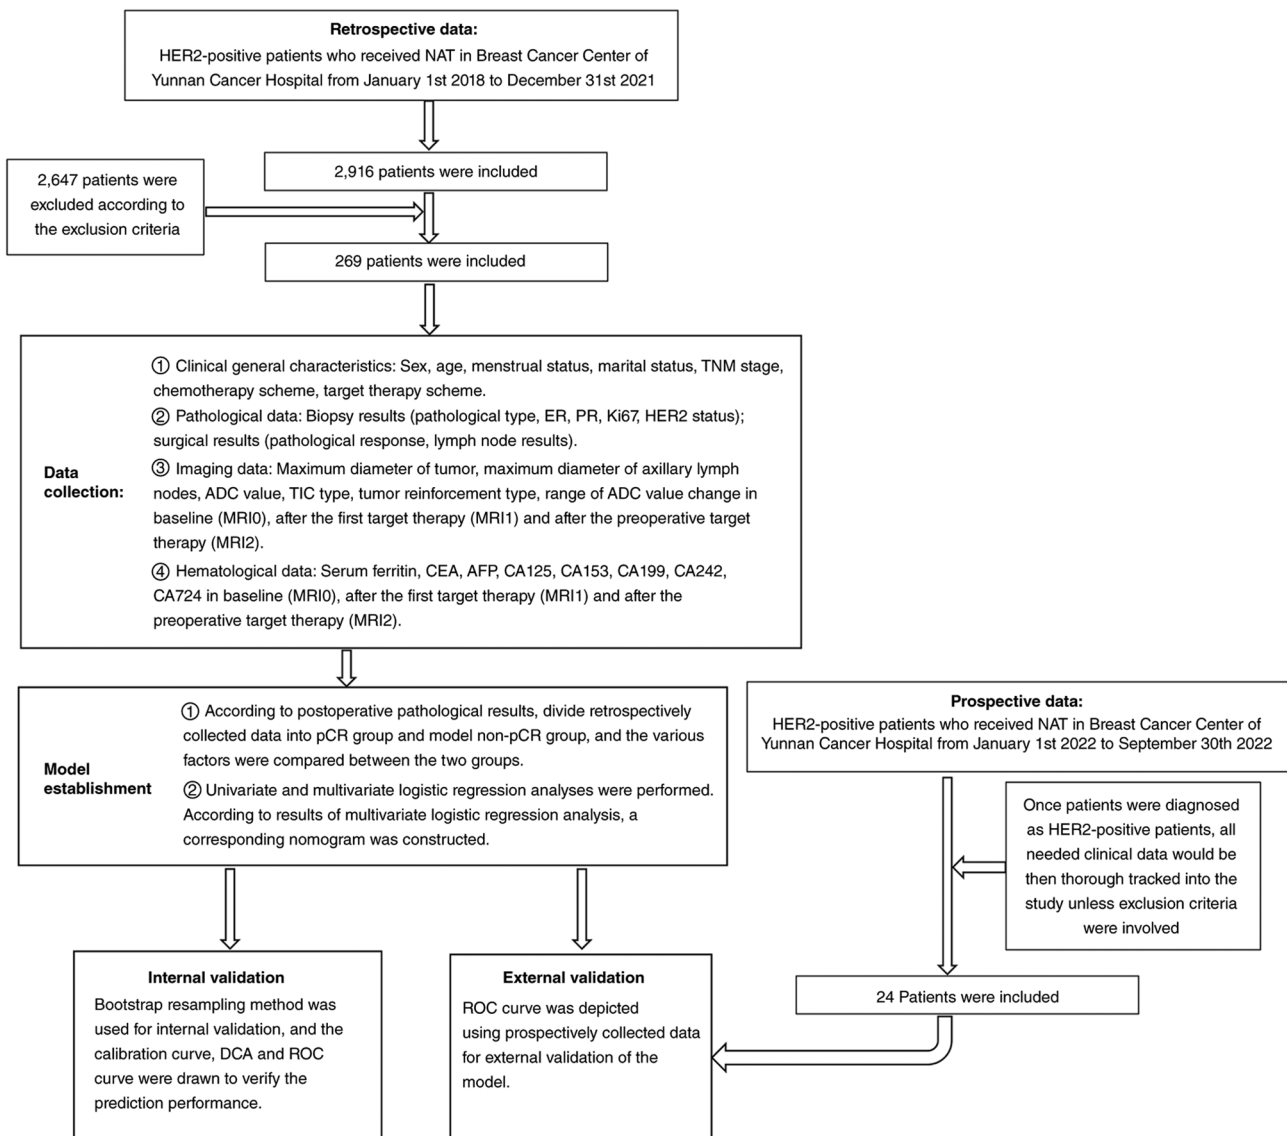 Retrospective data:
HER2-positive patients who received NAT in Breast Cancer Center of
Yunnan Cancer Hospital from January 1st 2018 to December 31st 2021
2,916 patients were included
2,647 patients were
excluded according to
the exclusion criteria
269 patients were included
Data
collection:
① Clinical general characteristics: Sex, age, menstrual status, marital status, TNM stage,
chemotherapy scheme, target therapy scheme.
② Pathological data: Biopsy results (pathological type, ER, PR, Ki67, HER2 status);
surgical results (pathological response, lymph node results).
③ Imaging data: Maximum diameter of tumor, maximum diameter of axillary lymph
nodes, ADC value, TIC type, tumor reinforcement type, range of ADC value change in
baseline (MRI0), after the first target therapy (MRI1) and after the preoperative target
therapy (MRI2).
④ Hematological data: Serum ferritin, CEA, AFP, CA125, CA153, CA199, CA242,
CA724 in baseline (MRI0), after the first target therapy (MRI1) and after the
preoperative target therapy (MRI2).
Model
establishment
① According to postoperative pathological results, divide retrospectively
collected data into pCR group and model non-pCR group, and the various
factors were compared between the two groups.
② Univariate and multivariate logistic regression analyses were performed.
According to results of multivariate logistic regression analysis, a
corresponding nomogram was constructed.
Prospective data:
HER2-positive patients who received NAT in Breast Cancer Center of
Yunnan Cancer Hospital from January 1st 2022 to September 30th 2022
Once patients were diagnosed
as HER2-positive patients, all
needed clinical data would be
then thorough tracked into the
study unless exclusion criteria
were involved
24 Patients were included
Internal validation
Bootstrap resampling method was
used for internal validation, and the
calibration curve, DCA and ROC
curve were drawn to verify the
prediction performance.
External validation
ROC curve was depicted
using prospectively collected data
for external validation of the
model.